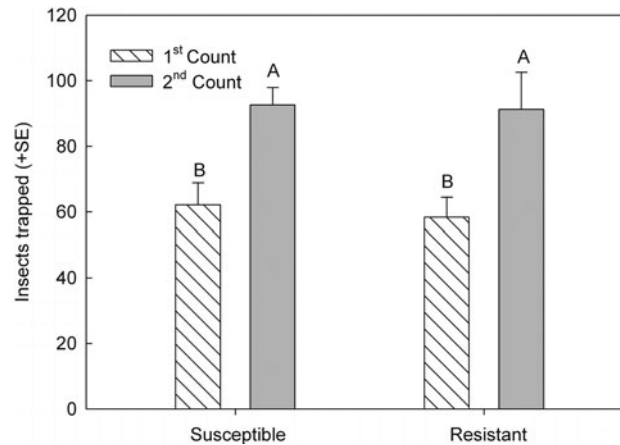 120
100
80
60
40
20
0
Insects trapped (+SE)
1st Count
2nd Count
B
A
B
A
Susceptible
Resistant